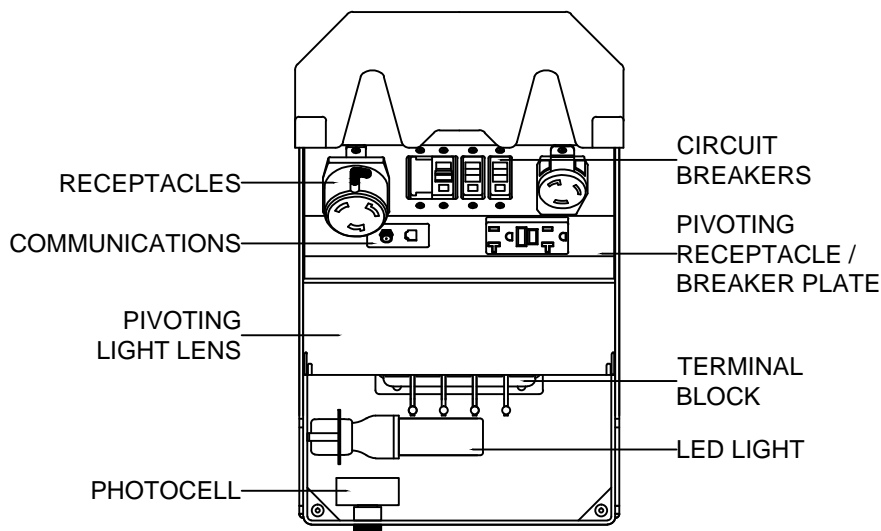 RECEPTACLES
COMMUNICATIONS
PIVOTING
LIGHT LENS
PHOTOCELL
CIRCUIT
BREAKERS
PIVOTING
RECEPTACLE /
BREAKER PLATE
TERMINAL
BLOCK
LED LIGHT